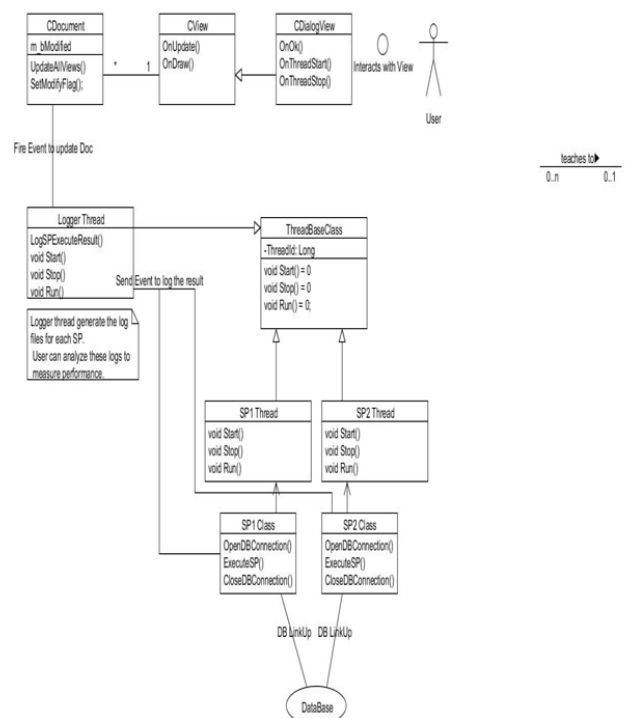 CDocument
m_bModified
UpdateAllViews()
SetModifyFlag();
*
1
CView
OnUpdate()
OnDraw()
CDialogView
OnOk()
OnThreadStart()
OnThreadStop()
Interacts with View
User
Fire Event to update Doc
teaches to
0..n
0..1
Logger Thread
LogSPExecuteResult()
void Start()
void Stop()
void Run()
Send Event to log the result
ThreadBaseClass
-ThreadId: Long
void Start() = 0
void Stop() = 0
void Run() = 0;
Logger thread generate the log
files for each SP.
User can analyze these logs to
measure performance.
SP1 Thread
void Start()
void Stop()
void Run()
SP2 Thread
void Start()
void Stop()
void Run()
SP1 Class
OpenDBConnection()
ExecuteSP()
CloseDBConnection()
SP2 Class
OpenDBConnection()
ExecuteSP()
CloseDBConnection()
DB LinkUp
DB LinkUp
DataBase